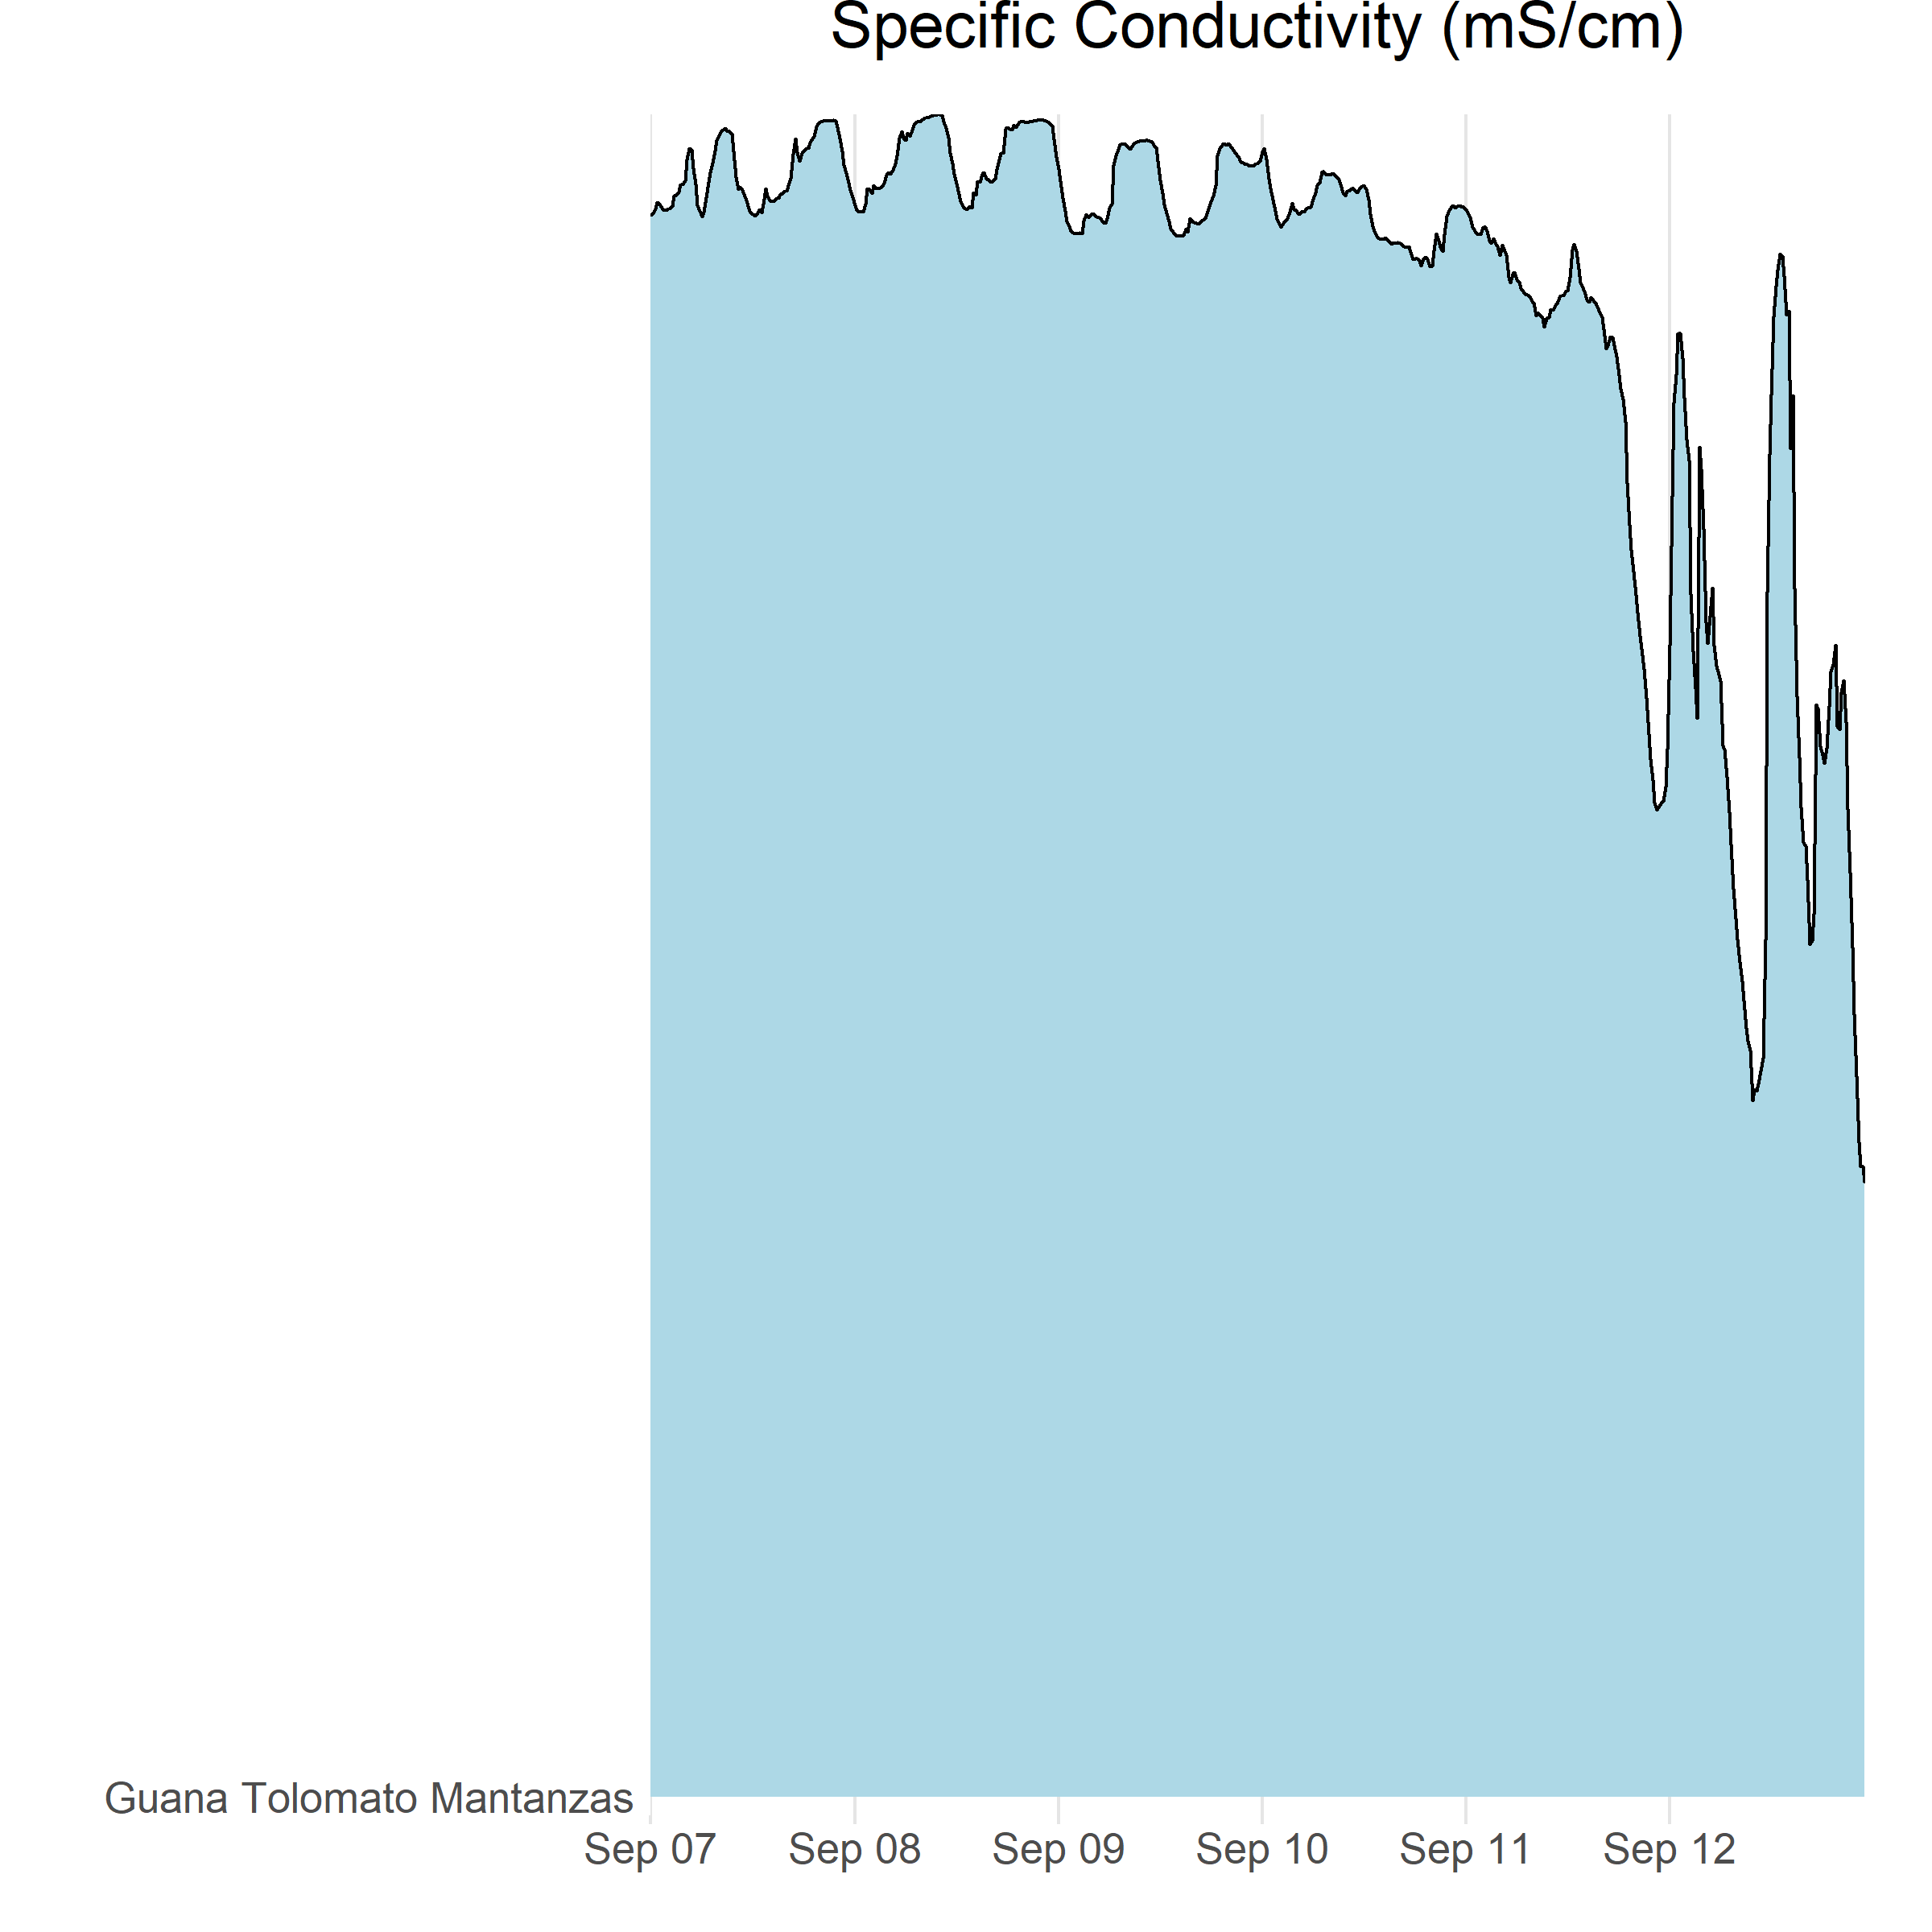 Specific Conductivity (mS/cm)
Guana Tolomato Mantanzas
Sep 07 Sep 08 Sep 09 Sep 10 Sep 11 Sep 12